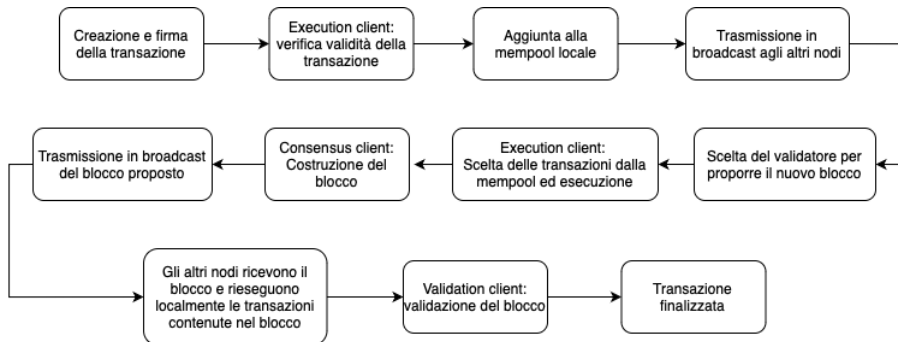 Creazione e firma
della transazione
Execution client:
verifica validità della
transazione
Aggiunta alla
mempool locale
Trasmissione in
broadcast agli altri nodi
Scelta del validatore per
proporre il nuovo blocco
Execution client:
Scelta delle transazioni dalla
mempool ed esecuzione
Consensus client:
Costruzione del
blocco
Trasmissione in broadcast
del blocco proposto
Gli altri nodi ricevono il
blocco e rieseguono
localmente le transazioni
contenute nel blocco
Validation client:
validazione del blocco
Transazione
finalizzata